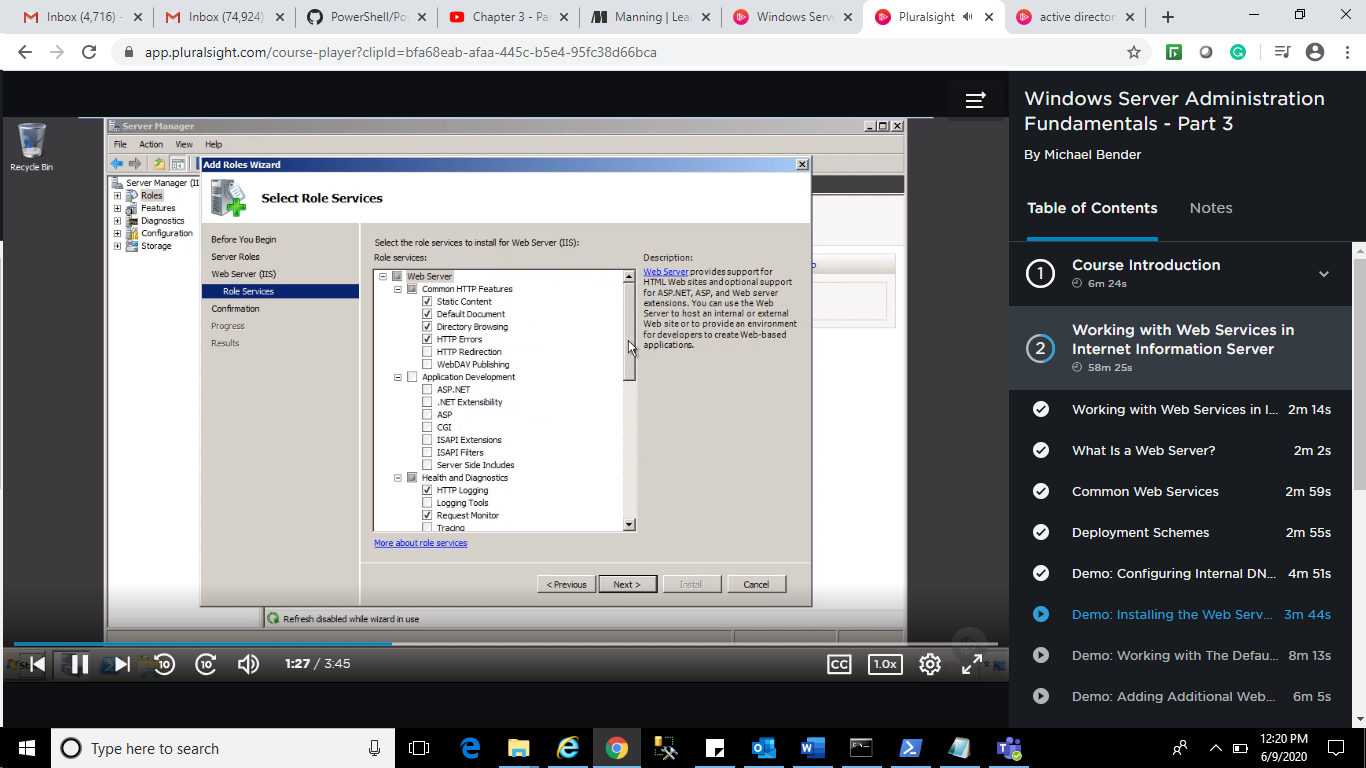 Inbox (4,716) -
Inbox (74,924)
PowerShell/Po
Chapter 3 - Pa
Manning | Lea
Windows Serve
Pluralsight
active director
app.pluralsight.com/course-player?clipId=bfa68eab-afaa-445c-b5e4-95fc38d66bca
Recycle Bin
Server Manager
File Action View Help
Server Manager (II
Roles
Features
Diagnostics
Configuration
Storage
Add Roles Wizard
Select Role Services
Before You Begin
Server Roles
Web Server (IIS)
Role Services
Confirmation
Progress
Results
Select the role services to install for Web Server (IIS):
Role services:
Web Server
Common HTTP Features
Static Content
Default Document
Directory Browsing
HTTP Errors
HTTP Redirection
WebDAV Publishing
Application Development
ASP.NET
.NET Extensibility
ASP
CGI
ISAPI Extensions
ISAPI Filters
Server Side Includes
Health and Diagnostics
HTTP Logging
Logging Tools
Request Monitor
Tracing
More about role services
Description:
Web Server provides support for
HTML Web sites and optional support
for ASP.NET, ASP, and Web server
extensions. You can use the Web
Server to host an internal or external
Web site or to provide an environment
for developers to create Web-based
applications.
< Previous Next > Install Cancel
Refresh disabled while wizard in use
10 10 1:27 / 3:45 CC 1.0x
Windows Server Administration
Fundamentals - Part 3
By Michael Bender
Table of Contents Notes
1 Course Introduction
6m 24s
2 Working with Web Services in
Internet Information Server
58m 25s
Working with Web Services in I... 2m 14s
What Is a Web Server? 2m 2s
Common Web Services 2m 59s
Deployment Schemes 2m 55s
Demo: Configuring Internal DN... 4m 51s
Demo: Installing the Web Serv... 3m 44s
Demo: Working with The Defau... 8m 13s
Demo: Adding Additional Web... 6m 5s
Type here to search
12:20 PM
6/9/2020